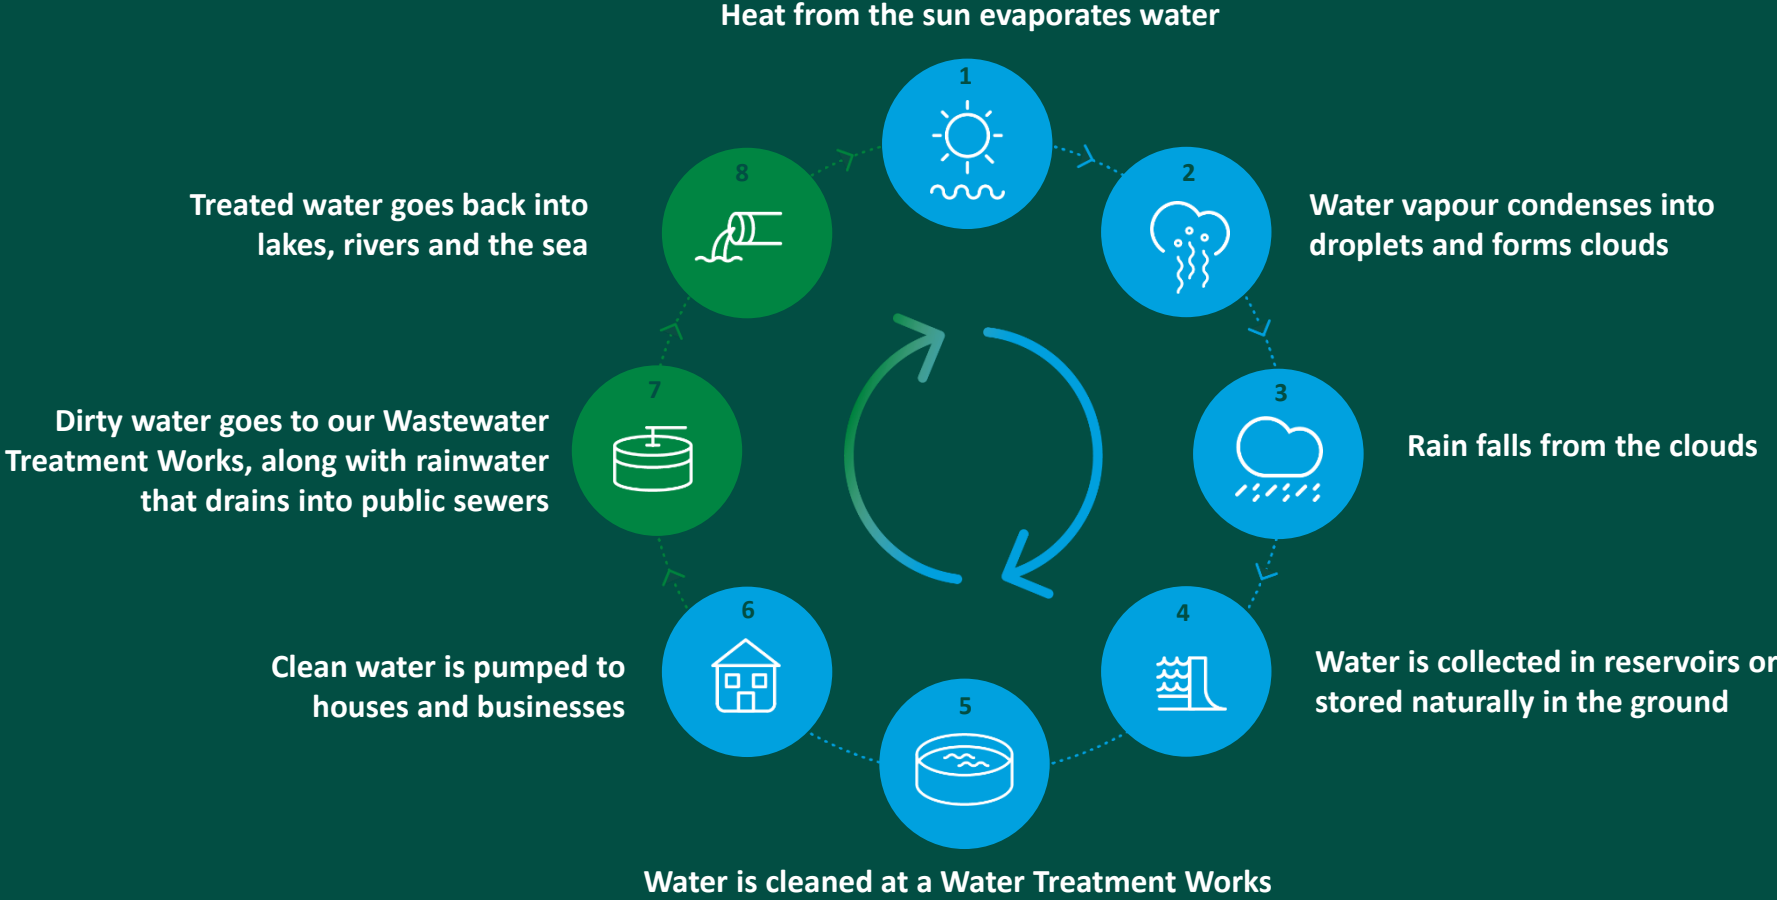 Heat from the sun evaporates water
1
2
Water vapour condenses into
droplets and forms clouds
3
Rain falls from the clouds
4
Water is collected in reservoirs or
stored naturally in the ground
5
Water is cleaned at a Water Treatment Works
6
Clean water is pumped to
houses and businesses
7
Dirty water goes to our Wastewater
Treatment Works, along with rainwater
that drains into public sewers
8
Treated water goes back into
lakes, rivers and the sea